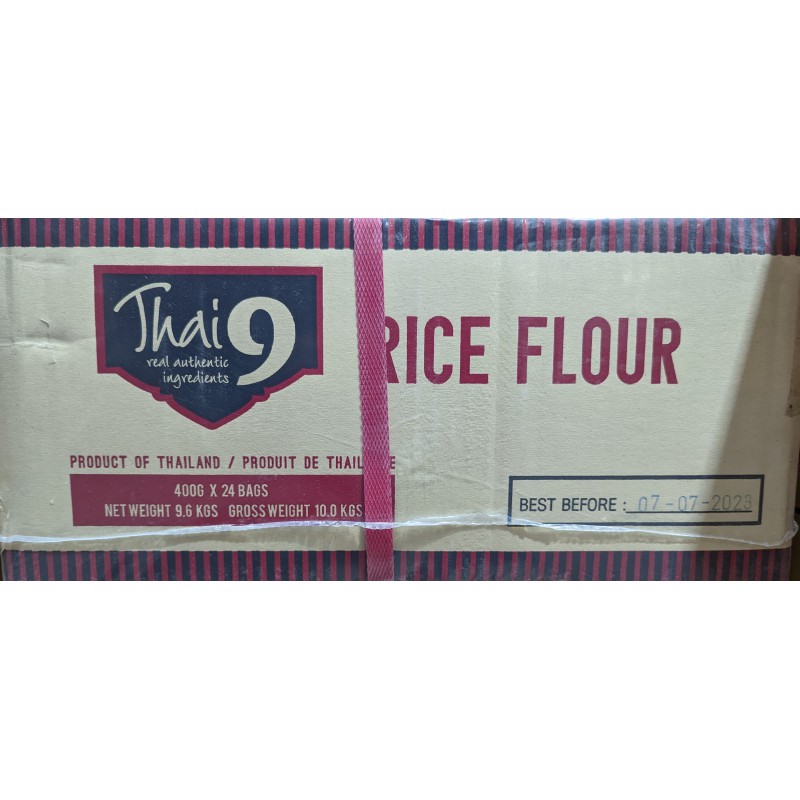 Thai 9
real authentic
ingredients
RICE FLOUR
PRODUCT OF THAILAND / PRODUIT DE
400G X 24 BAGS
NET WEIGHT 9.6 KGS GROSS WEIGHT 10.0 KGS
BEST BEFORE : 07-07-2023